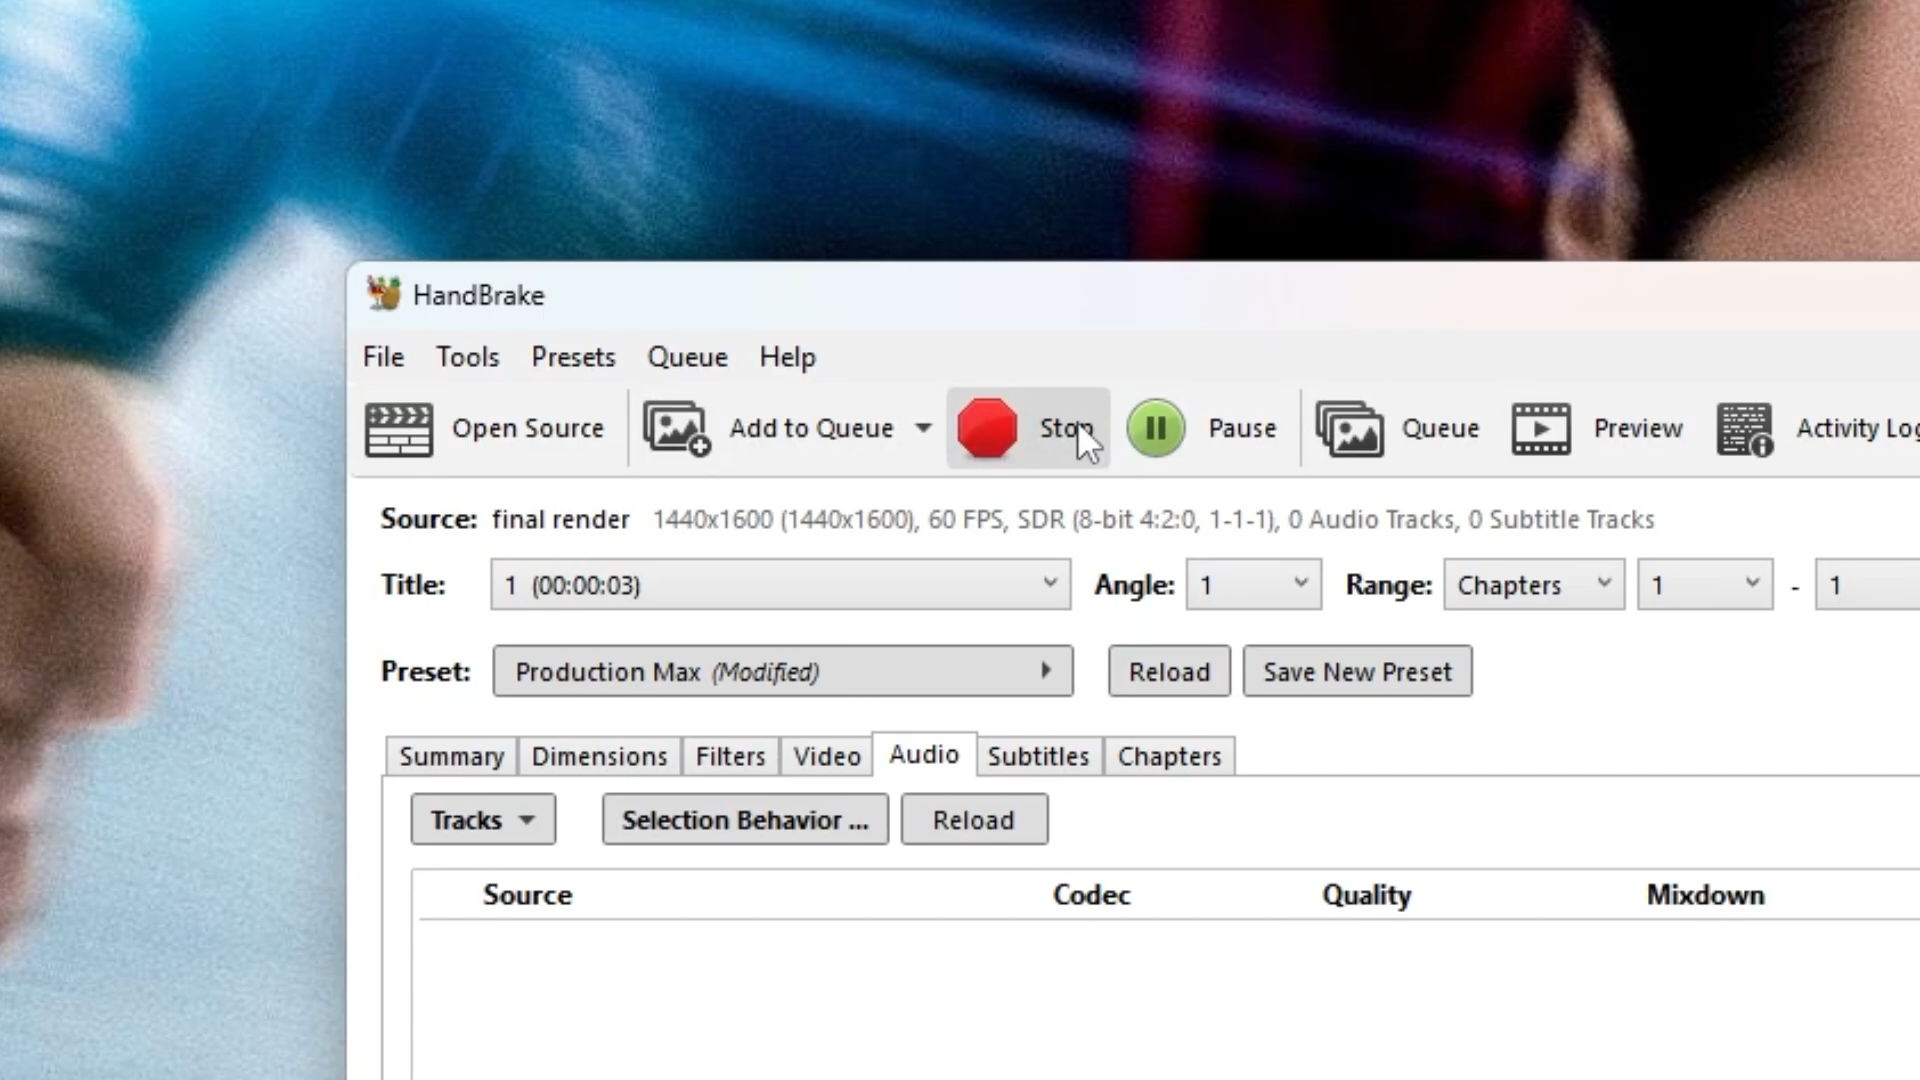 HandBrake
File Tools Presets Queue Help
Open Source Add to Queue Stop Pause Queue Preview Activity Log
Source: final render 1440x1600 (1440x1600), 60 FPS, SDR (8-bit 4:2:0, 1-1-1), 0 Audio Tracks, 0 Subtitle Tracks
Title: 1 (00:00:03) Angle: 1 Range: Chapters 1 - 1
Preset: Production Max (Modified) Reload Save New Preset
Summary Dimensions Filters Video Audio Subtitles Chapters
Tracks Selection Behavior ... Reload
Source Codec Quality Mixdown